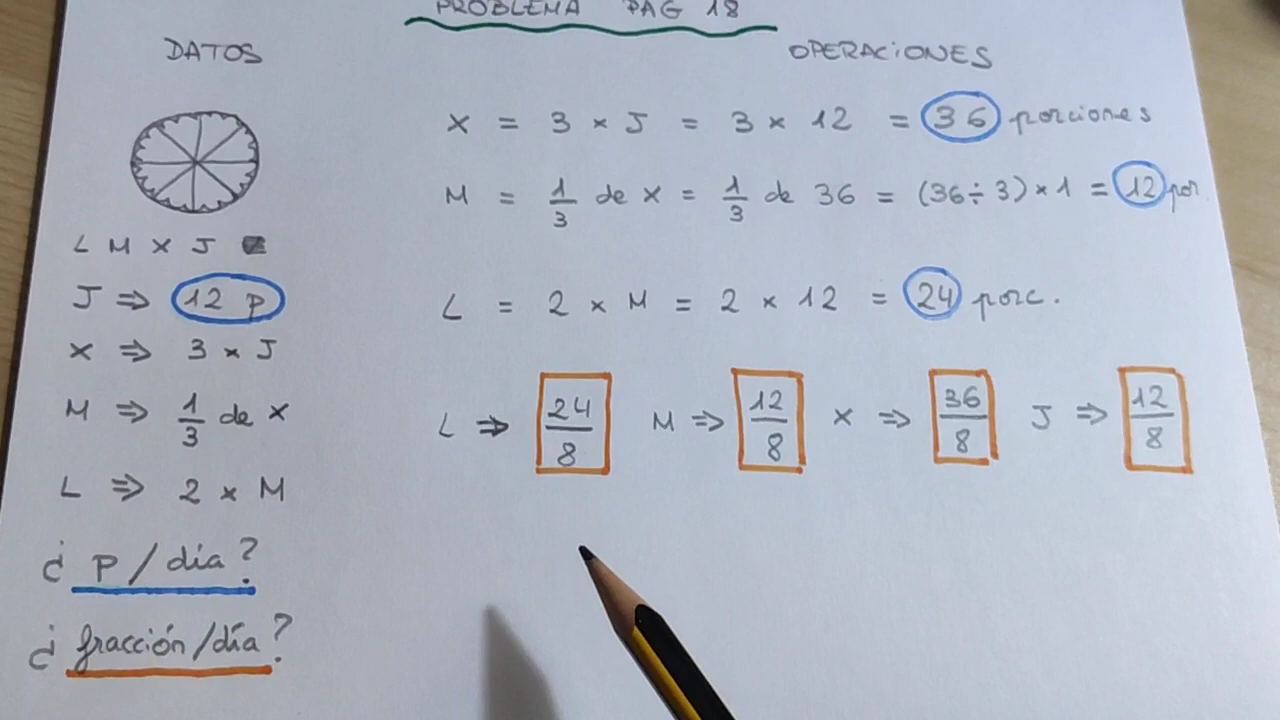 PROBLEMA PAG 18
DATOS
L M X J
J ⇒ 12 p
X ⇒ 3 × J
M ⇒ 1/3 de X
L ⇒ 2 × M
¿ P / día ?
¿ fracción / día ?
OPERACIONES
X = 3 × J = 3 × 12 = 36 porciones
M = 1/3 de X = 1/3 de 36 = (36 ÷ 3) × 1 = 12 por.
L = 2 × M = 2 × 12 = 24 porc.
L ⇒ 24/8 M ⇒ 12/8 X ⇒ 36/8 J ⇒ 12/8